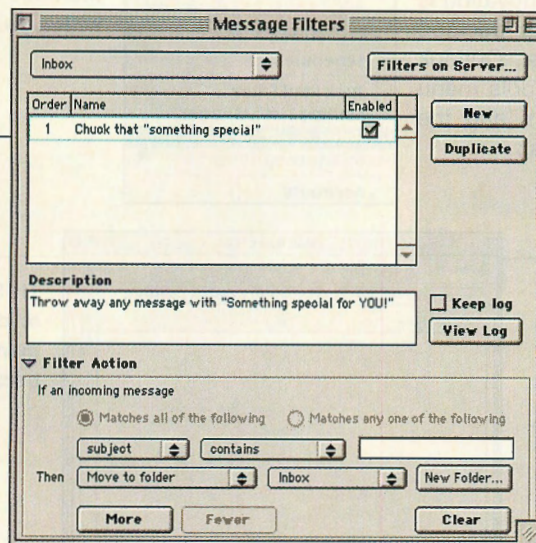 Message Filters
Inbox
Filters on Server...
Order Name Enabled
1 Chuck that "something special"
New
Duplicate
Description
Throw away any message with "Something special for YOU!"
Keep log
View Log
Filter Action
If an incoming message
Matches all of the following Matches any one of the following
subject contains
Then Move to folder Inbox New Folder...
More Fewer Clear